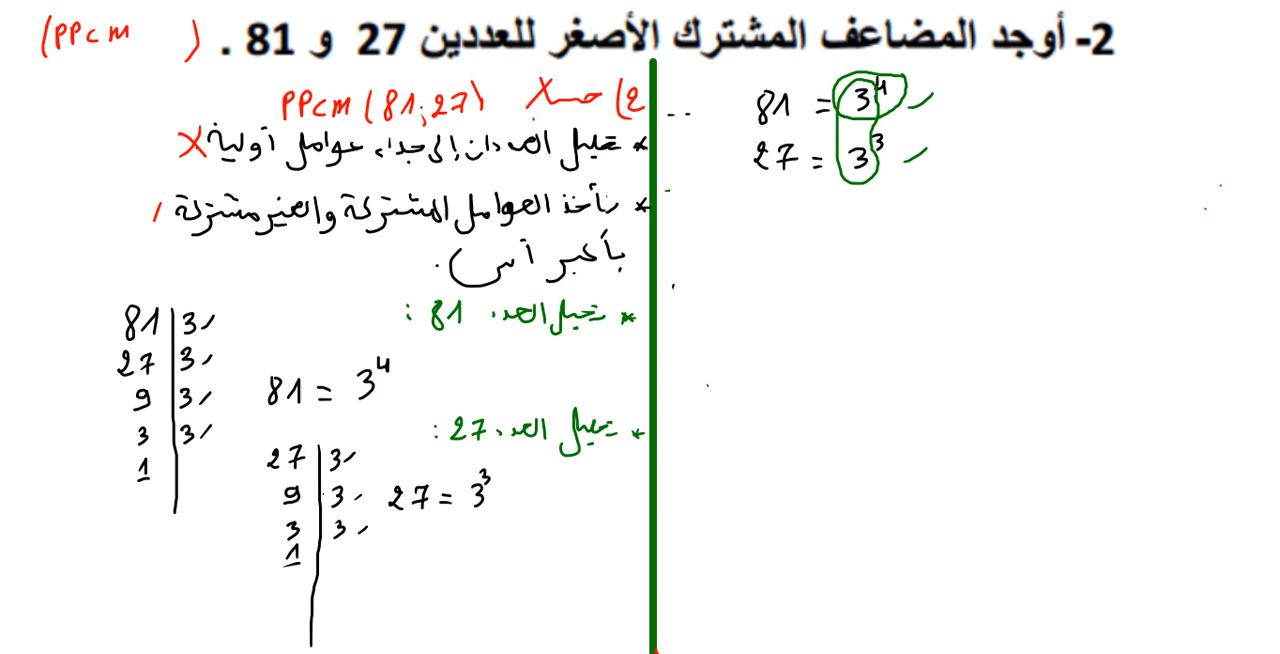 2- أوجد المضاعف المشترك الأصغر للعددين 27 و 81 . (PPcM)
2) حساب PPcM (81;27)
* تحليل العددان إلى جداء عوامل أولية
* نأخذ العوامل المشتركة والغير مشتركة
بأكبر أس).
* تحليل العدد 81 :
81 | 3
27 | 3
9 | 3
3 | 3
1
81 = 3⁴
* تحليل العدد 27 :
27 | 3
9 | 3
3 | 3
1
27 = 3³
81 = 3⁴
27 = 3³